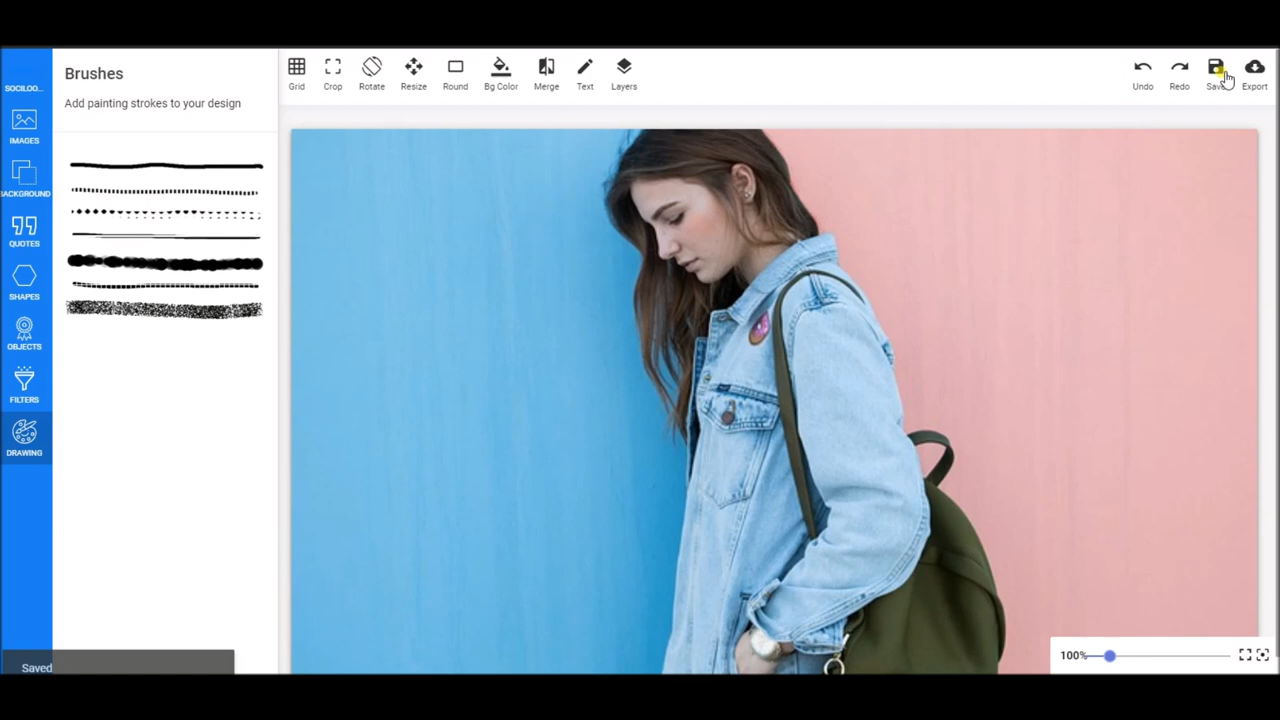 Brushes
Add painting strokes to your design
SOCILOO...
IMAGES
BACKGROUND
QUOTES
SHAPES
OBJECTS
FILTERS
DRAWING
Grid
Crop
Rotate
Resize
Round
Bg Color
Merge
Text
Layers
Undo
Redo
Save
Export
100%
Saved